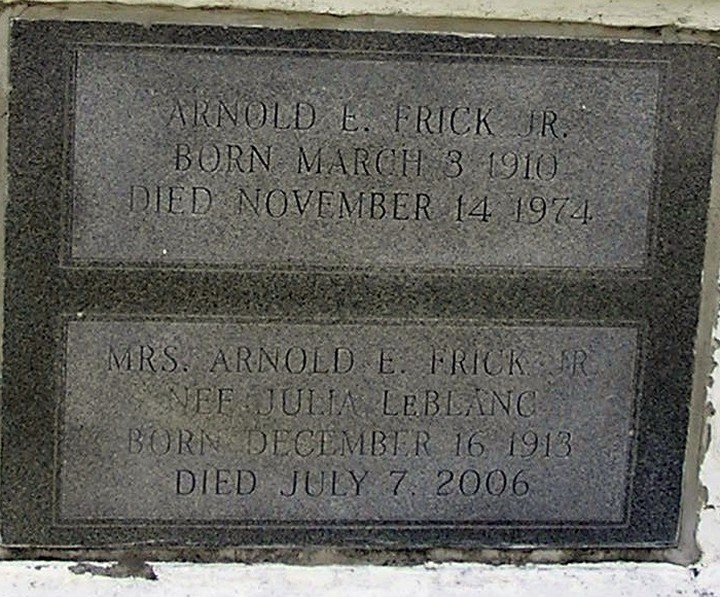 ARNOLD E. FRICK JR.
BORN MARCH 3 1910
DIED NOVEMBER 14 1974
MRS. ARNOLD E. FRICK JR.
NEE JULIA LEBLANC
BORN DECEMBER 16 1913
DIED JULY 7, 2006